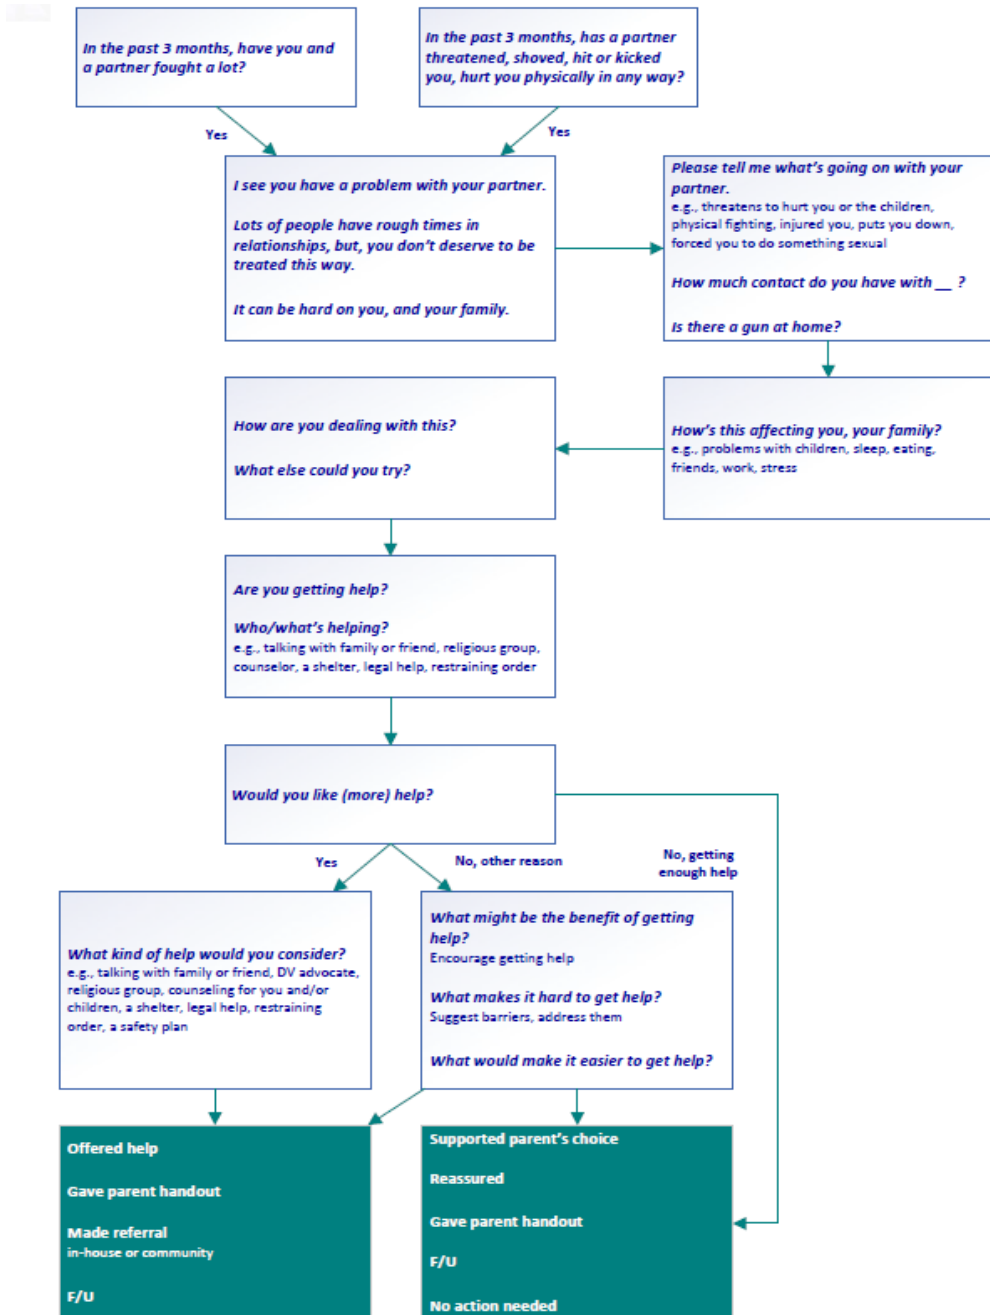 In the past 3 months, have you and
a partner fought a lot?
In the past 3 months, has a partner
threatened, shoved, hit or kicked
you, hurt you physically in any way?
Yes
Yes
I see you have a problem with your partner.
Lots of people have rough times in
relationships, but, you don't deserve to be
treated this way.
It can be hard on you, and your family.
Please tell me what's going on with your
partner.
e.g., threatens to hurt you or the children,
physical fighting, injured you, puts you down,
forced you to do something sexual
How much contact do you have with __ ?
Is there a gun at home?
How are you dealing with this?
What else could you try?
How's this affecting you, your family?
e.g., problems with children, sleep, eating,
friends, work, stress
Are you getting help?
Who/what's helping?
e.g., talking with family or friend, religious group,
counselor, a shelter, legal help, restraining order
Would you like (more) help?
Yes
No, other reason
No, getting
enough help
What kind of help would you consider?
e.g., talking with family or friend, DV advocate,
religious group, counseling for you and/or
children, a shelter, legal help, restraining
order, a safety plan
What might be the benefit of getting
help?
Encourage getting help
What makes it hard to get help?
Suggest barriers, address them
What would make it easier to get help?
Offered help
Gave parent handout
Made referral
in-house or community
F/U
Supported parent's choice
Reassured
Gave parent handout
F/U
No action needed